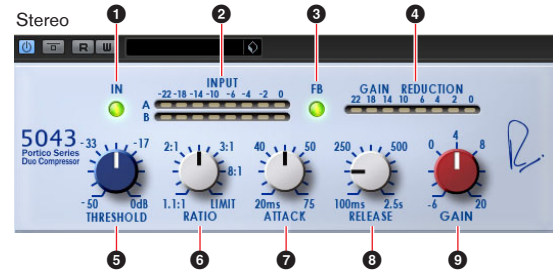 Stereo
1 2 3 4
R W
IN INPUT FB GAIN REDUCTION
-22 -18 -14 -10 -6 -4 -2 0
22 18 14 10 6 4 2 0
A
B
5043
Portico Series
Duo Compressor
-33 -17 2:1 3:1 40 50 250 500 0 4 8
8:1
-50 0dB 1.1:1 LIMIT 20ms 75 100ms 2.5s -6 20
THRESHOLD RATIO ATTACK RELEASE GAIN
5 6 7 8 9